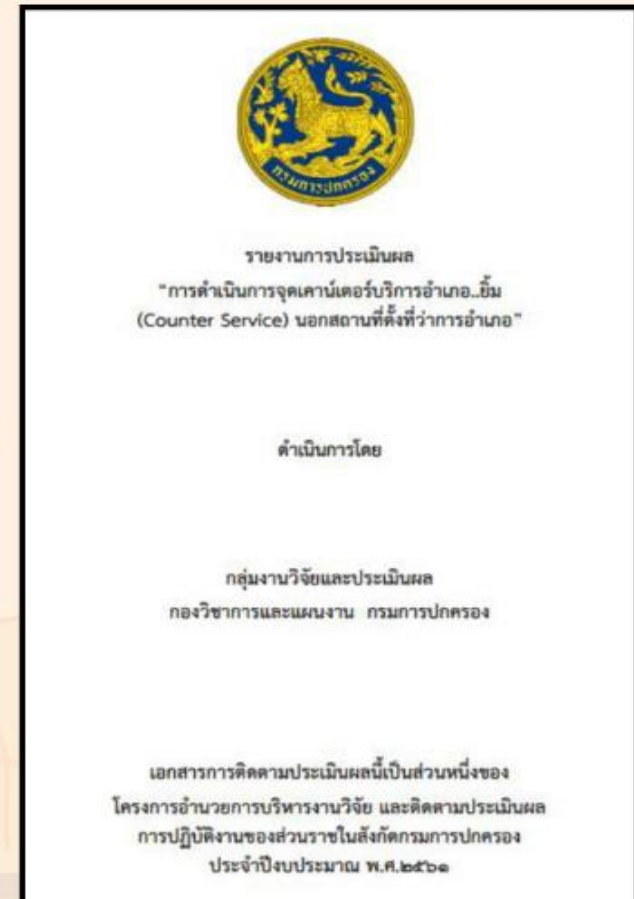 กรมการปกครอง
รายงานการประเมินผล
"การดำเนินการจุดเคาน์เตอร์บริการอำเภอ..ยิ้ม
(Counter Service) นอกสถานที่ตั้งที่ว่าการอำเภอ"
ดำเนินการโดย
กลุ่มงานวิจัยและประเมินผล
กองวิชาการและแผนงาน กรมการปกครอง
เอกสารการติดตามประเมินผลนี้เป็นส่วนหนึ่งของ
โครงการอำนวยการบริหารงานวิจัย และติดตามประเมินผล
การปฏิบัติงานของส่วนราชในสังกัดกรมการปกครอง
ประจำปีงบประมาณ พ.ศ.๒๕๖๑